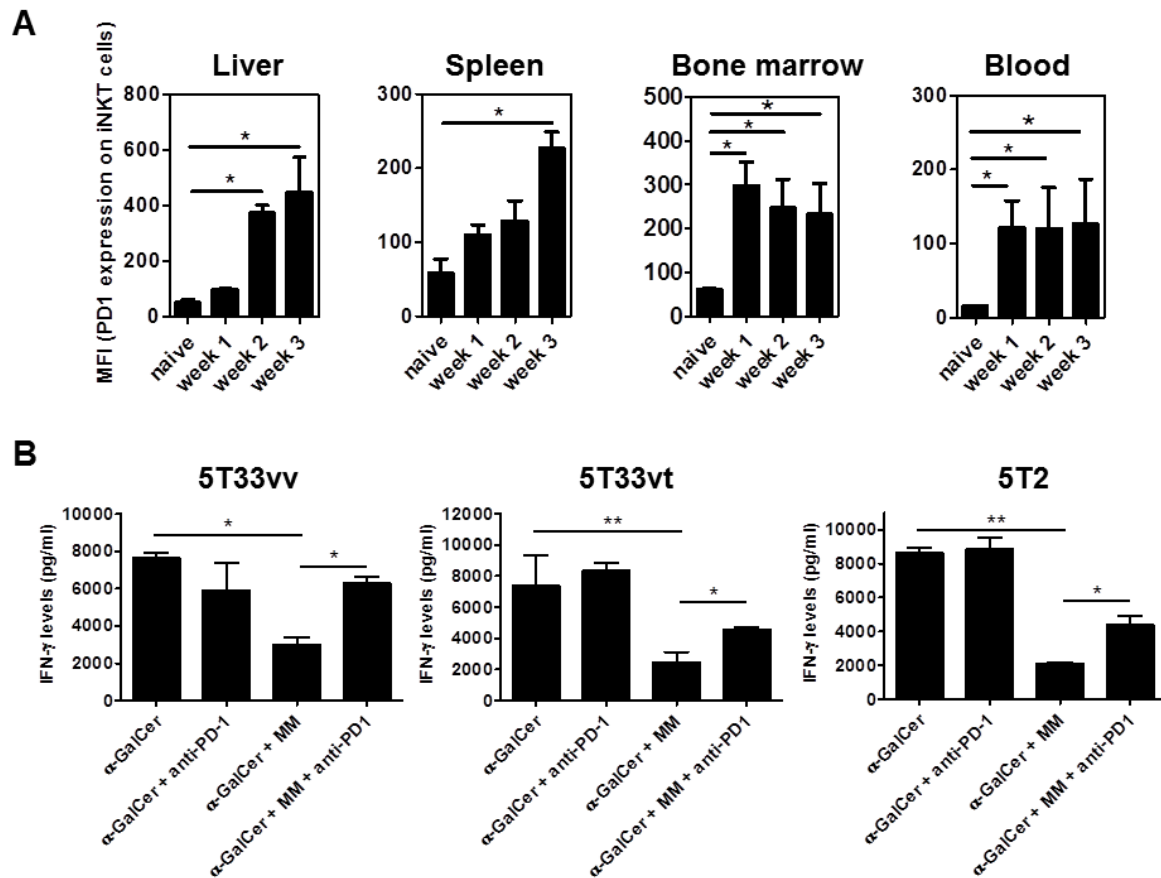 A
Liver
Spleen
Bone marrow
Blood
MFI (PD1 expression on iNKT cells)
800
600
400
200
0
*
*
naive
week 1
week 2
week 3
300
200
100
0
*
naive
week 1
week 2
week 3
500
400
300
200
100
0
*
*
*
naive
week 1
week 2
week 3
300
200
100
0
*
*
*
naive
week 1
week 2
week 3
B
5T33vv
5T33vt
5T2
IFN-γ levels (pg/ml)
10000
8000
6000
4000
2000
0
*
*
α-GalCer
α-GalCer + anti-PD-1
α-GalCer + MM
α-GalCer + MM + anti-PD1
IFN-γ levels (pg/ml)
12000
10000
8000
6000
4000
2000
0
**
*
α-GalCer
α-GalCer + anti-PD-1
α-GalCer + MM
α-GalCer + MM + anti-PD1
IFN-γ levels (pg/ml)
10000
8000
6000
4000
2000
0
**
*
α-GalCer
α-GalCer + anti-PD-1
α-GalCer + MM
α-GalCer + MM + anti-PD1